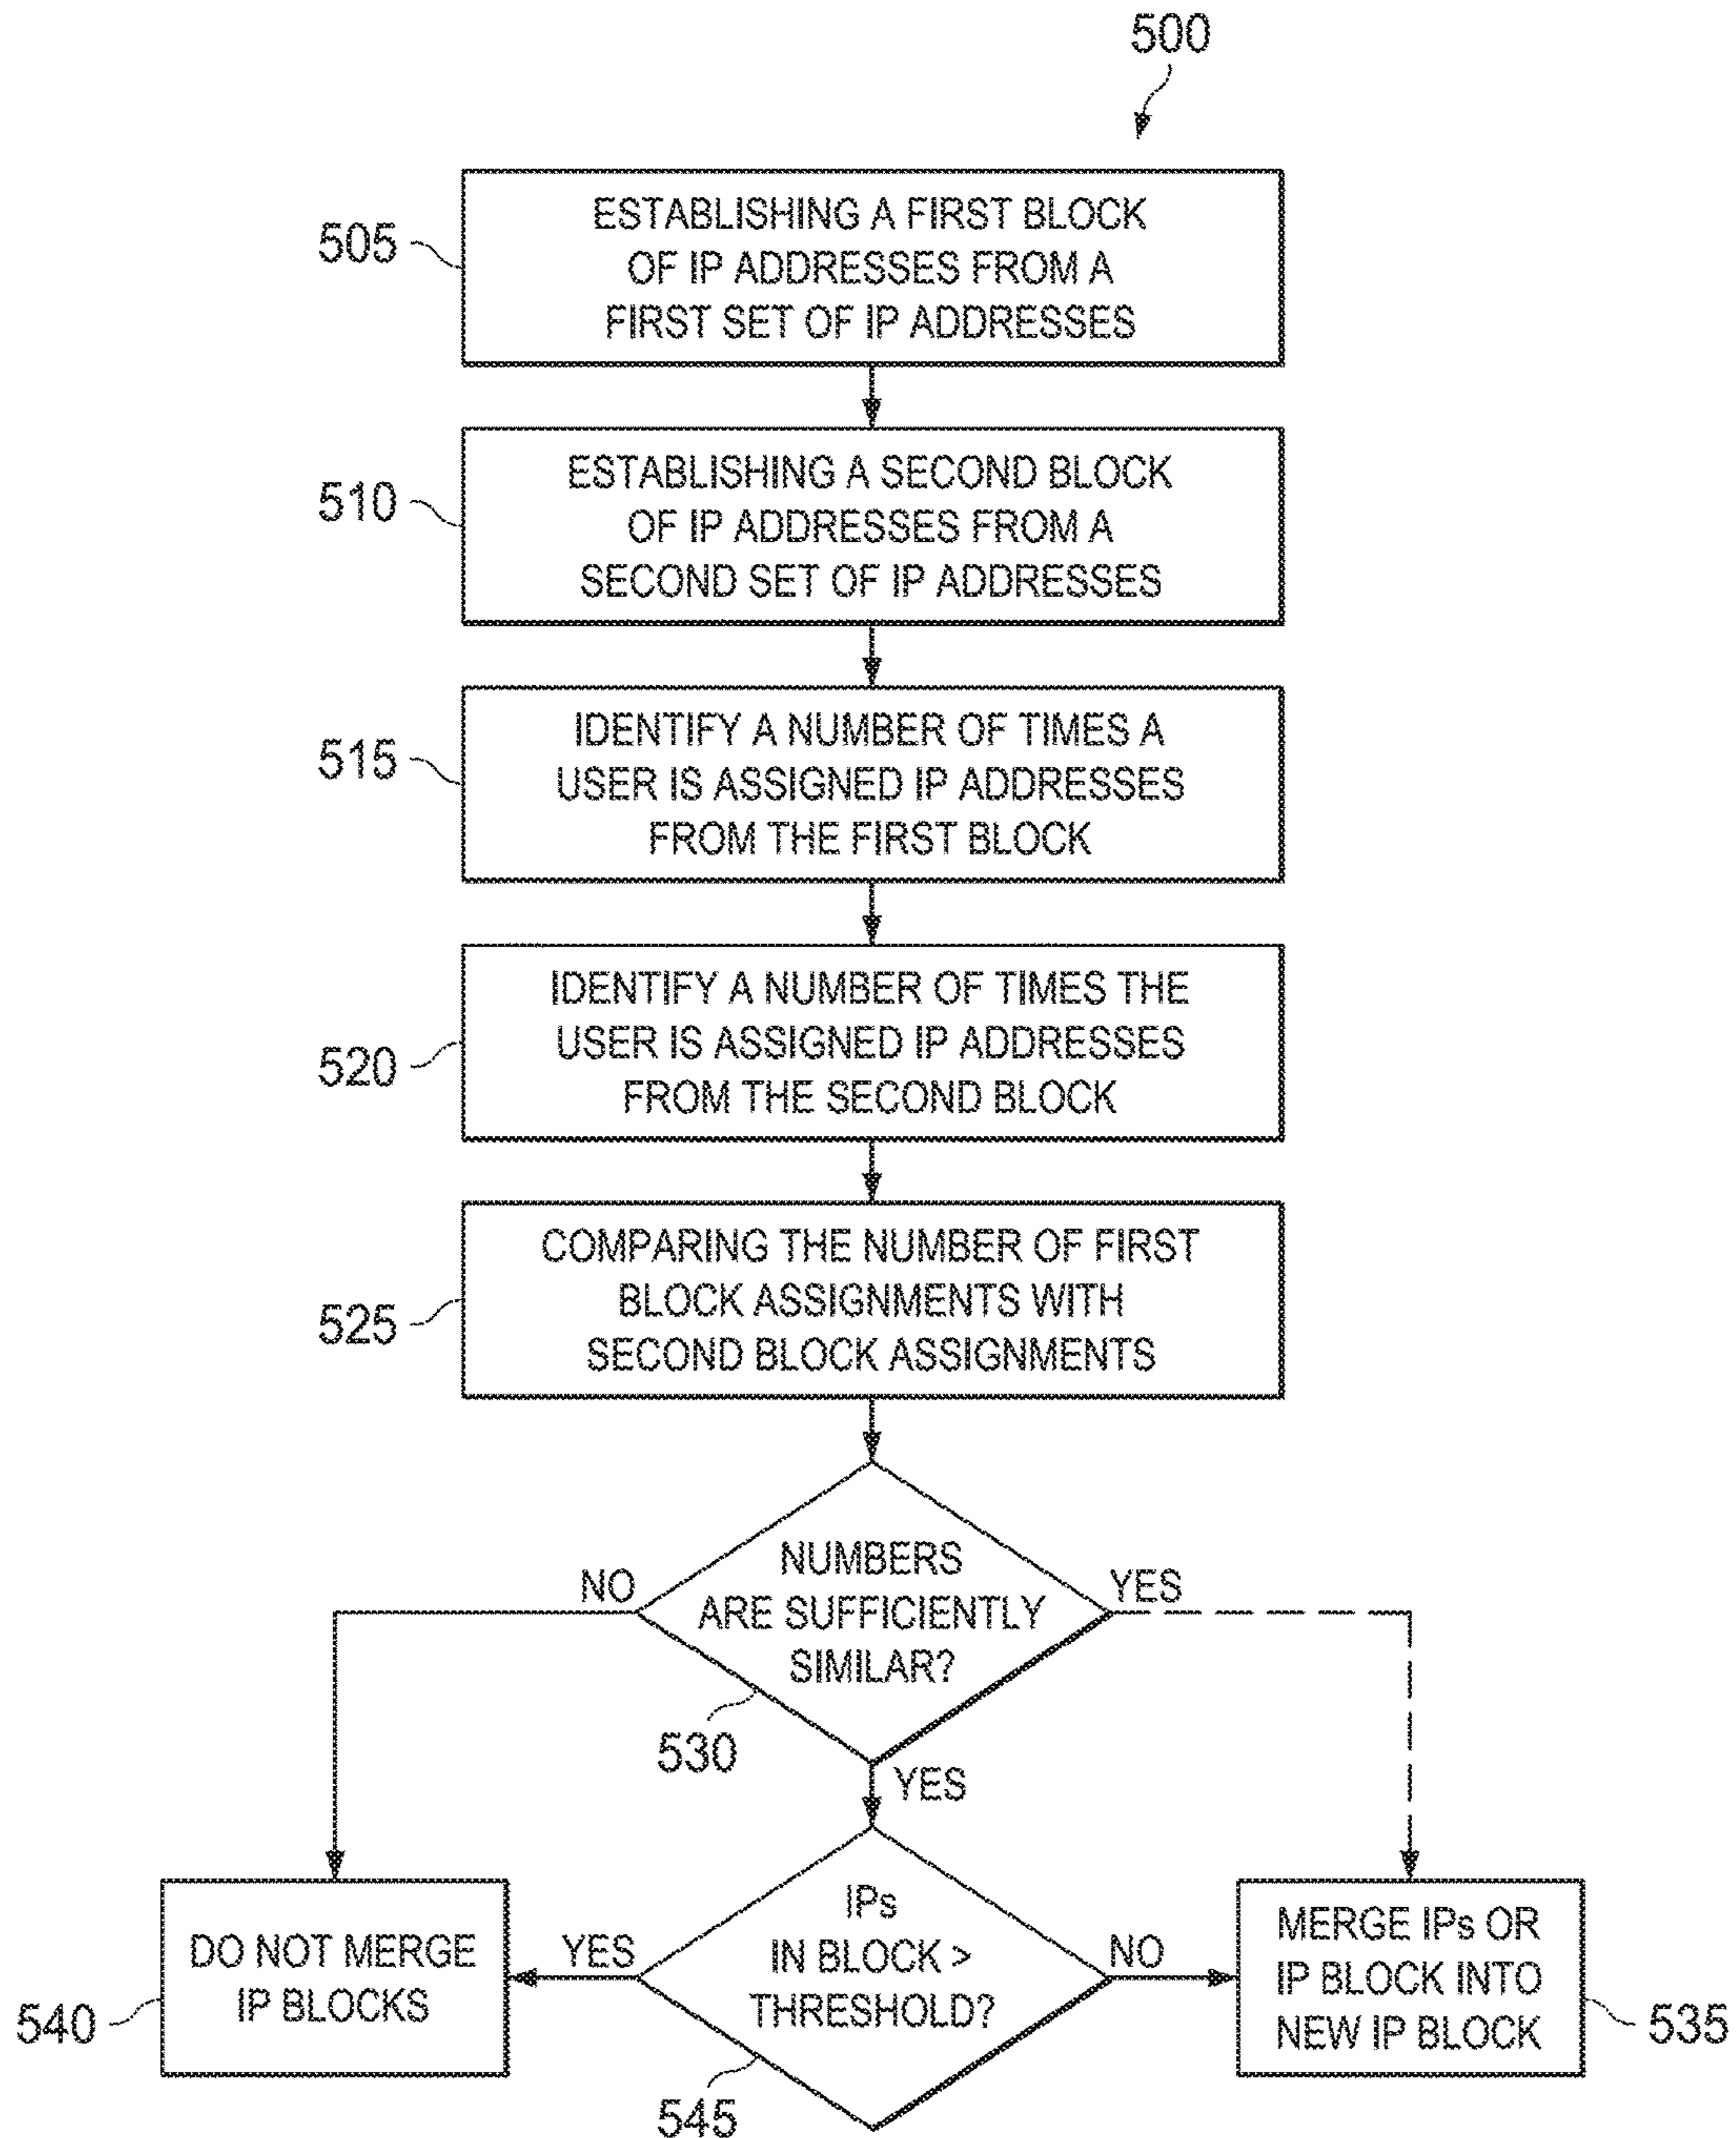 500
505
ESTABLISHING A FIRST BLOCK
OF IP ADDRESSES FROM A
FIRST SET OF IP ADDRESSES
510
ESTABLISHING A SECOND BLOCK
OF IP ADDRESSES FROM A
SECOND SET OF IP ADDRESSES
515
IDENTIFY A NUMBER OF TIMES A
USER IS ASSIGNED IP ADDRESSES
FROM THE FIRST BLOCK
520
IDENTIFY A NUMBER OF TIMES THE
USER IS ASSIGNED IP ADDRESSES
FROM THE SECOND BLOCK
525
COMPARING THE NUMBER OF FIRST
BLOCK ASSIGNMENTS WITH
SECOND BLOCK ASSIGNMENTS
NO
NUMBERS
ARE SUFFICIENTLY
SIMILAR?
YES
530
YES
DO NOT MERGE
IP BLOCKS
540
YES
IPs
IN BLOCK >
THRESHOLD?
545
NO
MERGE IPs OR
IP BLOCK INTO
NEW IP BLOCK
535